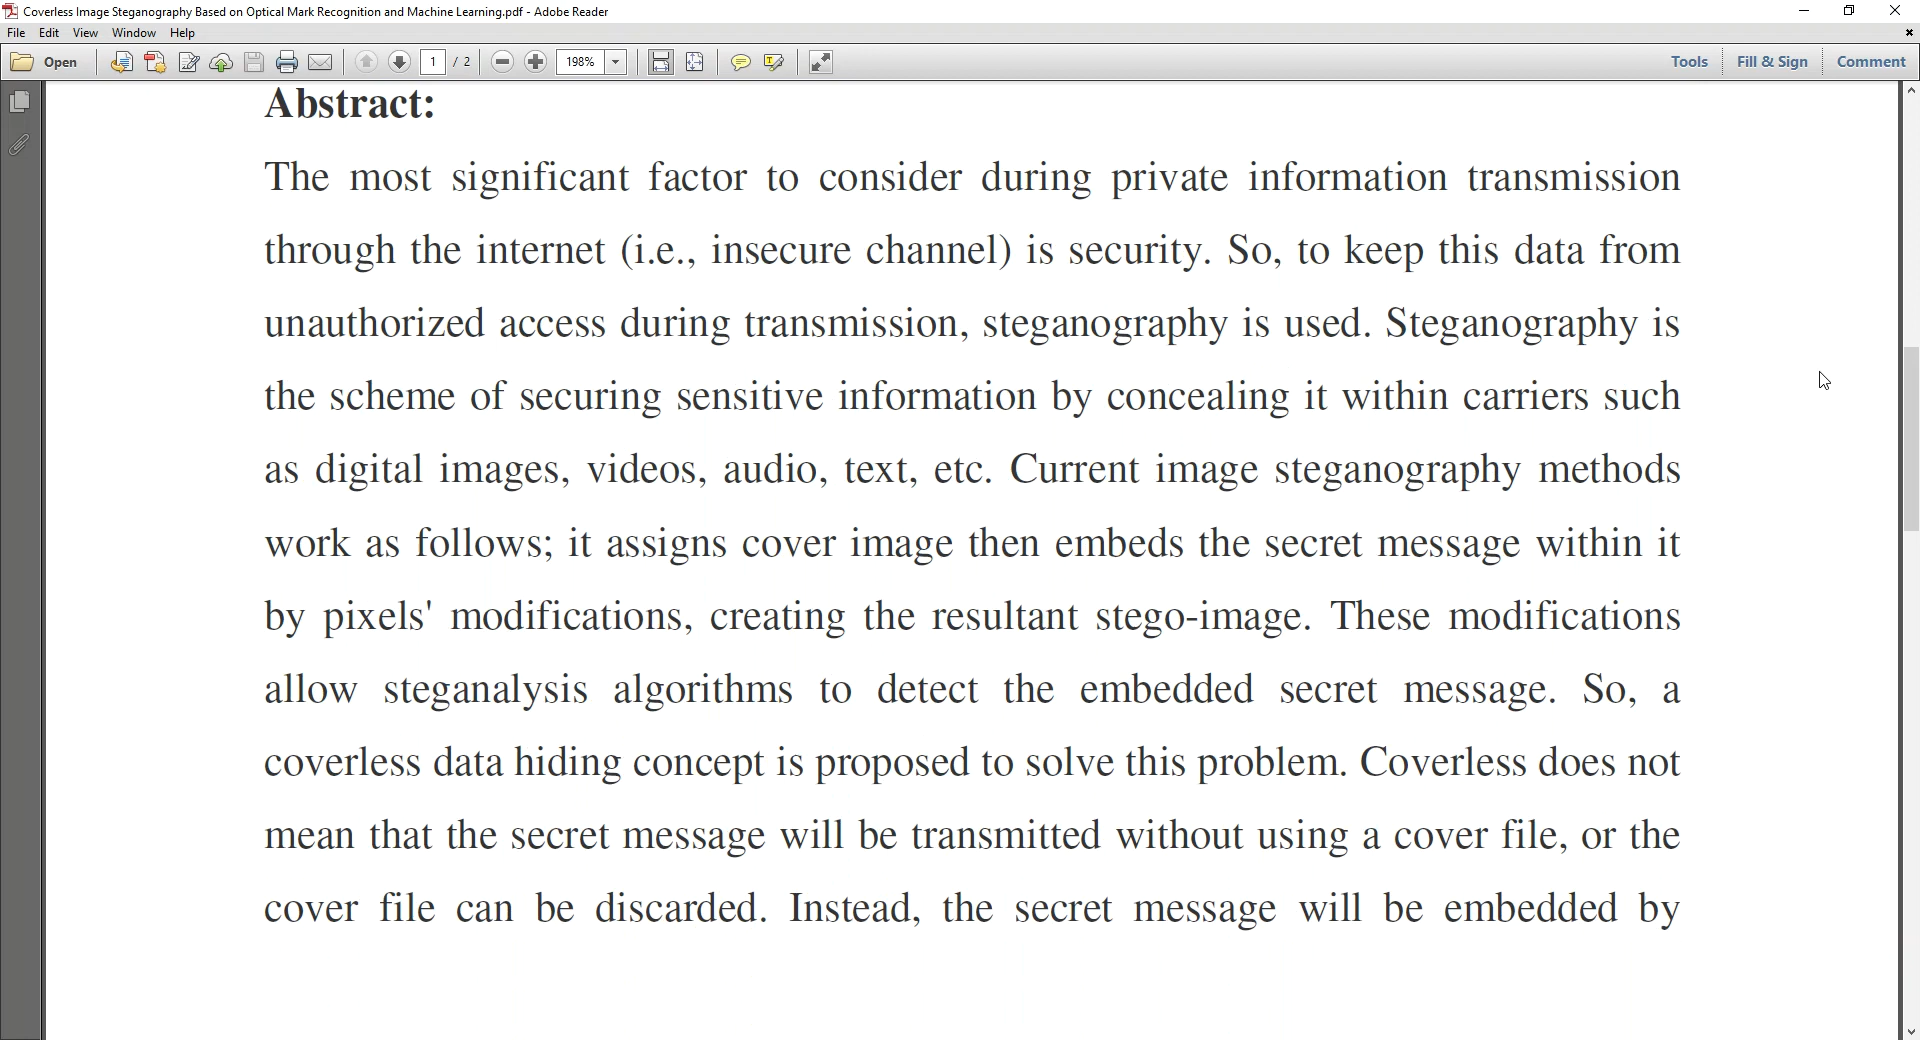 Coverless Image Steganography Based on Optical Mark Recognition and Machine Learning.pdf - Adobe Reader
File Edit View Window Help
Open 1 / 2 198% Tools Fill & Sign Comment
Abstract:
The most significant factor to consider during private information transmission
through the internet (i.e., insecure channel) is security. So, to keep this data from
unauthorized access during transmission, steganography is used. Steganography is
the scheme of securing sensitive information by concealing it within carriers such
as digital images, videos, audio, text, etc. Current image steganography methods
work as follows; it assigns cover image then embeds the secret message within it
by pixels' modifications, creating the resultant stego-image. These modifications
allow steganalysis algorithms to detect the embedded secret message. So, a
coverless data hiding concept is proposed to solve this problem. Coverless does not
mean that the secret message will be transmitted without using a cover file, or the
cover file can be discarded. Instead, the secret message will be embedded by